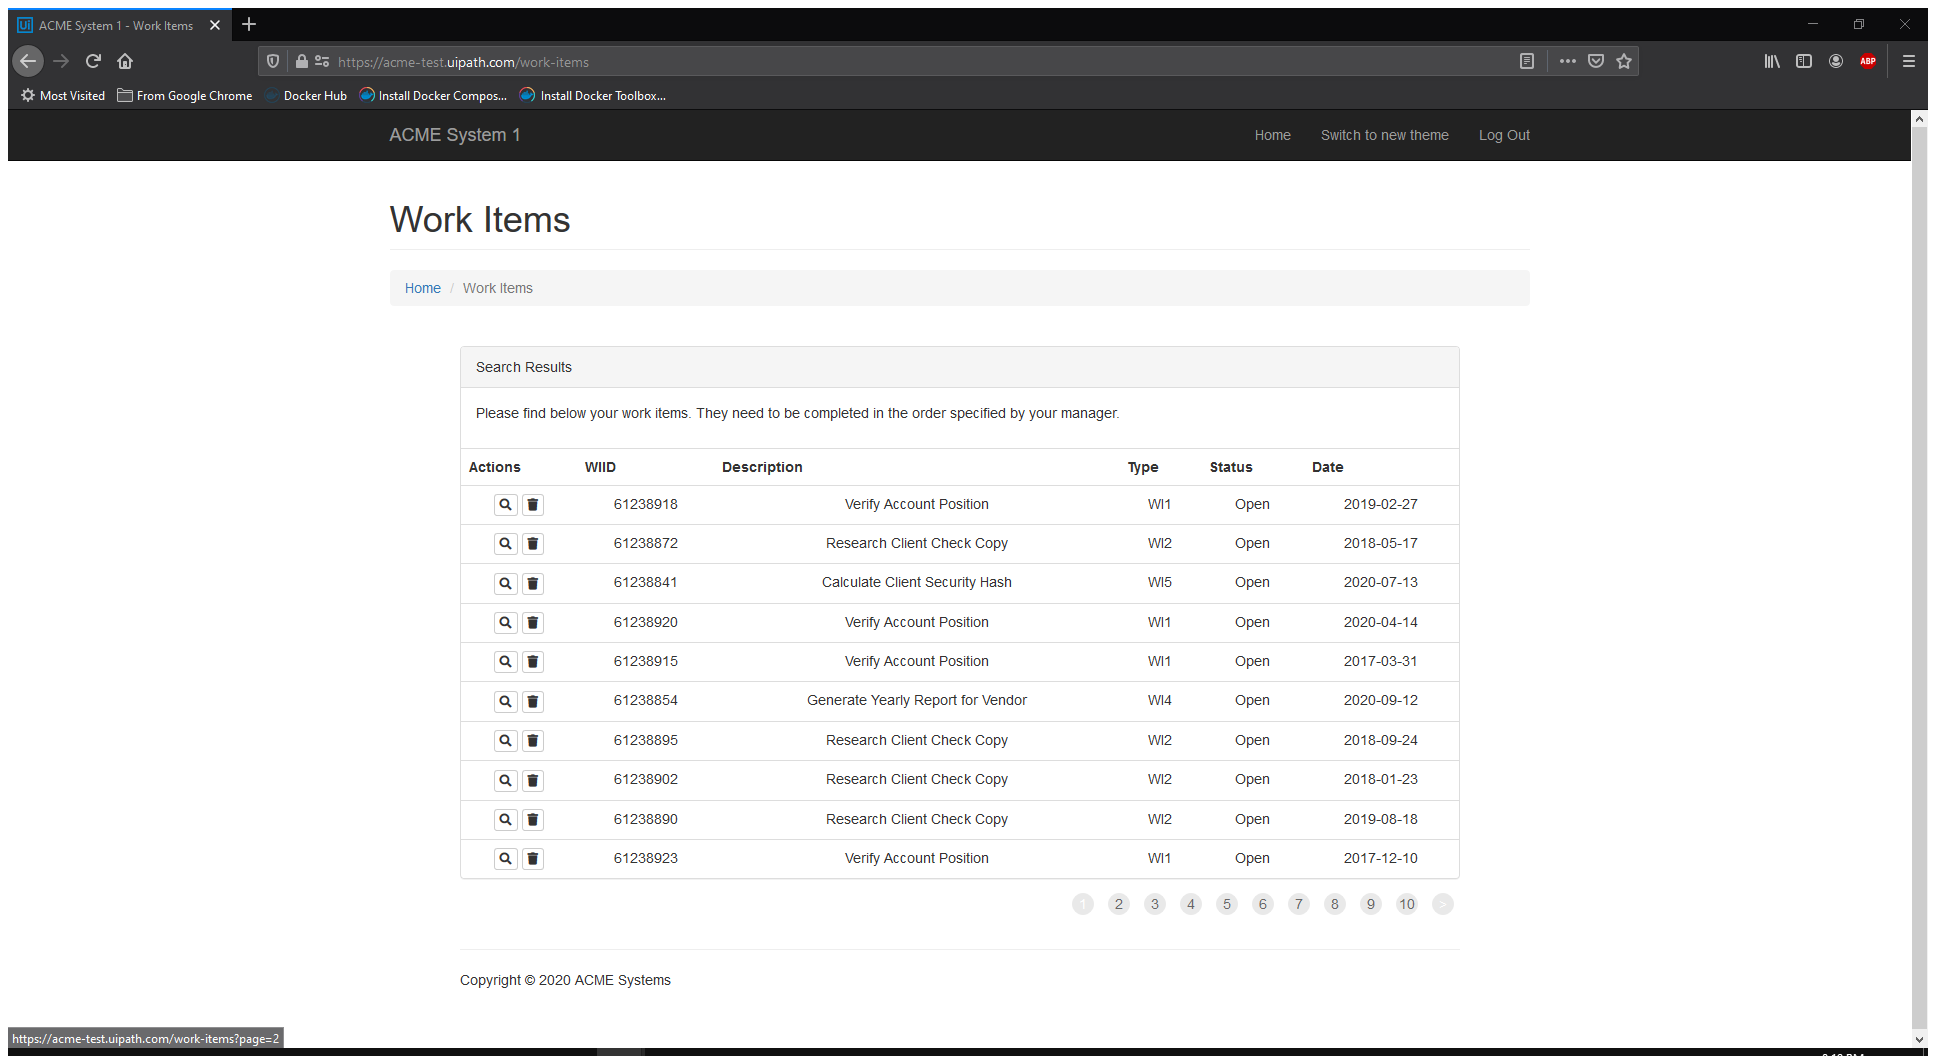 ACME System 1 - Work Items
https://acme-test.uipath.com/work-items
ABP
Most Visited From Google Chrome Docker Hub Install Docker Compos... Install Docker Toolbox...
ACME System 1 Home Switch to new theme Log Out
Work Items
Home / Work Items
Search Results
Please find below your work items. They need to be completed in the order specified by your manager.
Actions WIID Description Type Status Date
61238918 Verify Account Position WI1 Open 2019-02-27
61238872 Research Client Check Copy WI2 Open 2018-05-17
61238841 Calculate Client Security Hash WI5 Open 2020-07-13
61238920 Verify Account Position WI1 Open 2020-04-14
61238915 Verify Account Position WI1 Open 2017-03-31
61238854 Generate Yearly Report for Vendor WI4 Open 2020-09-12
61238895 Research Client Check Copy WI2 Open 2018-09-24
61238902 Research Client Check Copy WI2 Open 2018-01-23
61238890 Research Client Check Copy WI2 Open 2019-08-18
61238923 Verify Account Position WI1 Open 2017-12-10
1 2 3 4 5 6 7 8 9 10 >
Copyright © 2020 ACME Systems
https://acme-test.uipath.com/work-items?page=2